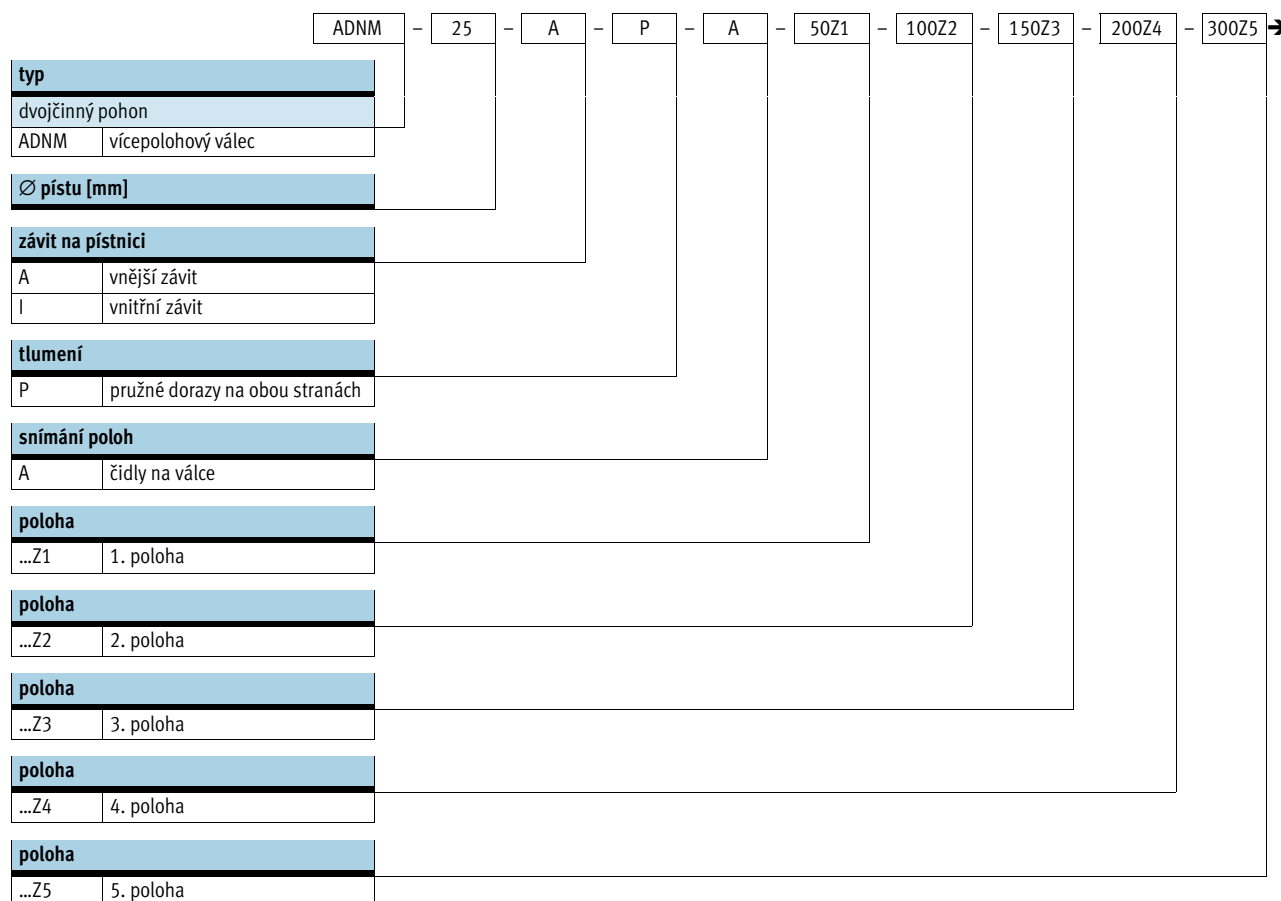 ADNM – 25 – A – P – A – 50Z1 – 100Z2 – 150Z3 – 200Z4 – 300Z5 ➔
typ
dvojčinný pohon
ADNM vícepolohový válec
∅ pístu [mm]
závit na pístnici
A vnější závit
I vnitřní závit
tlumení
P pružné dorazy na obou stranách
snímání poloh
A čidly na válce
poloha
...Z1 1. poloha
poloha
...Z2 2. poloha
poloha
...Z3 3. poloha
poloha
...Z4 4. poloha
poloha
...Z5 5. poloha